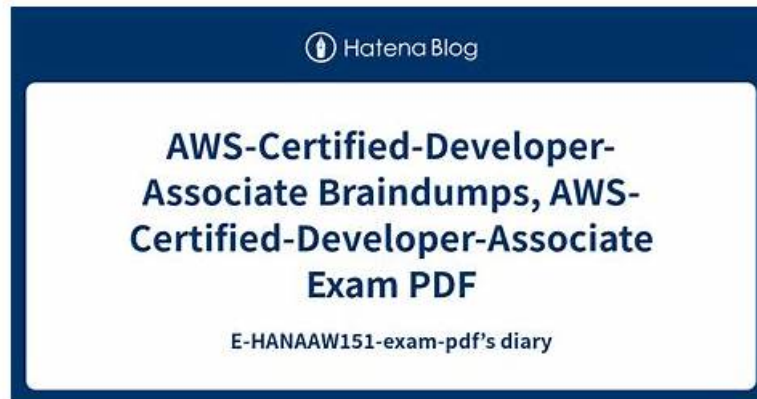 Hatena Blog
AWS-Certified-Developer-
Associate Braindumps, AWS-
Certified-Developer-Associate
Exam PDF
E-HANAAW151-exam-pdf's diary